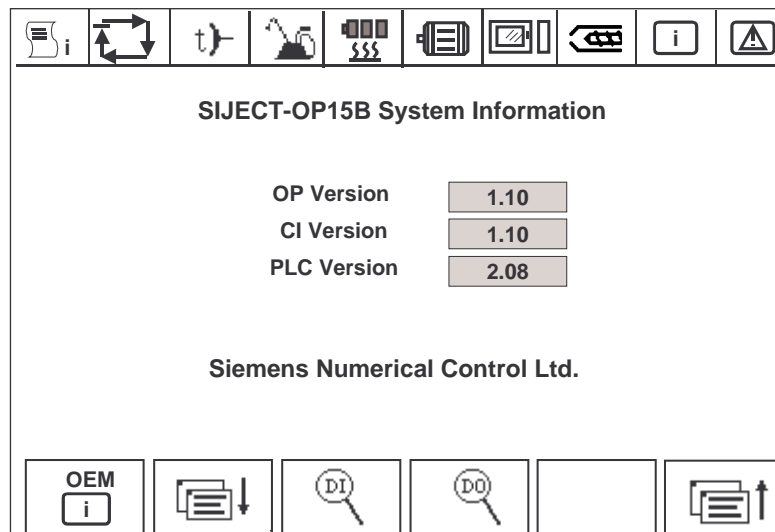 i
t
i
SIJECT-OP15B System Information
OP Version 1.10
CI Version 1.10
PLC Version 2.08
Siemens Numerical Control Ltd.
OEM
i
DI
DO